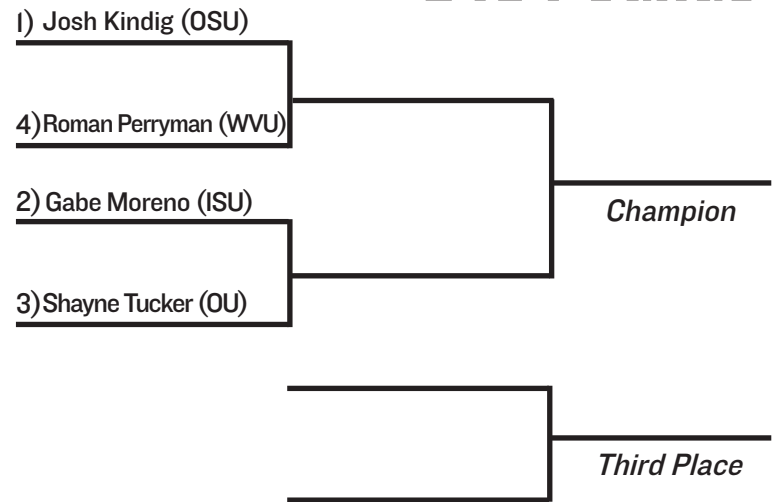 1) Josh Kindig (OSU)
4) Roman Perryman (WVU)
2) Gabe Moreno (ISU)
Champion
3) Shayne Tucker (OU)
Third Place